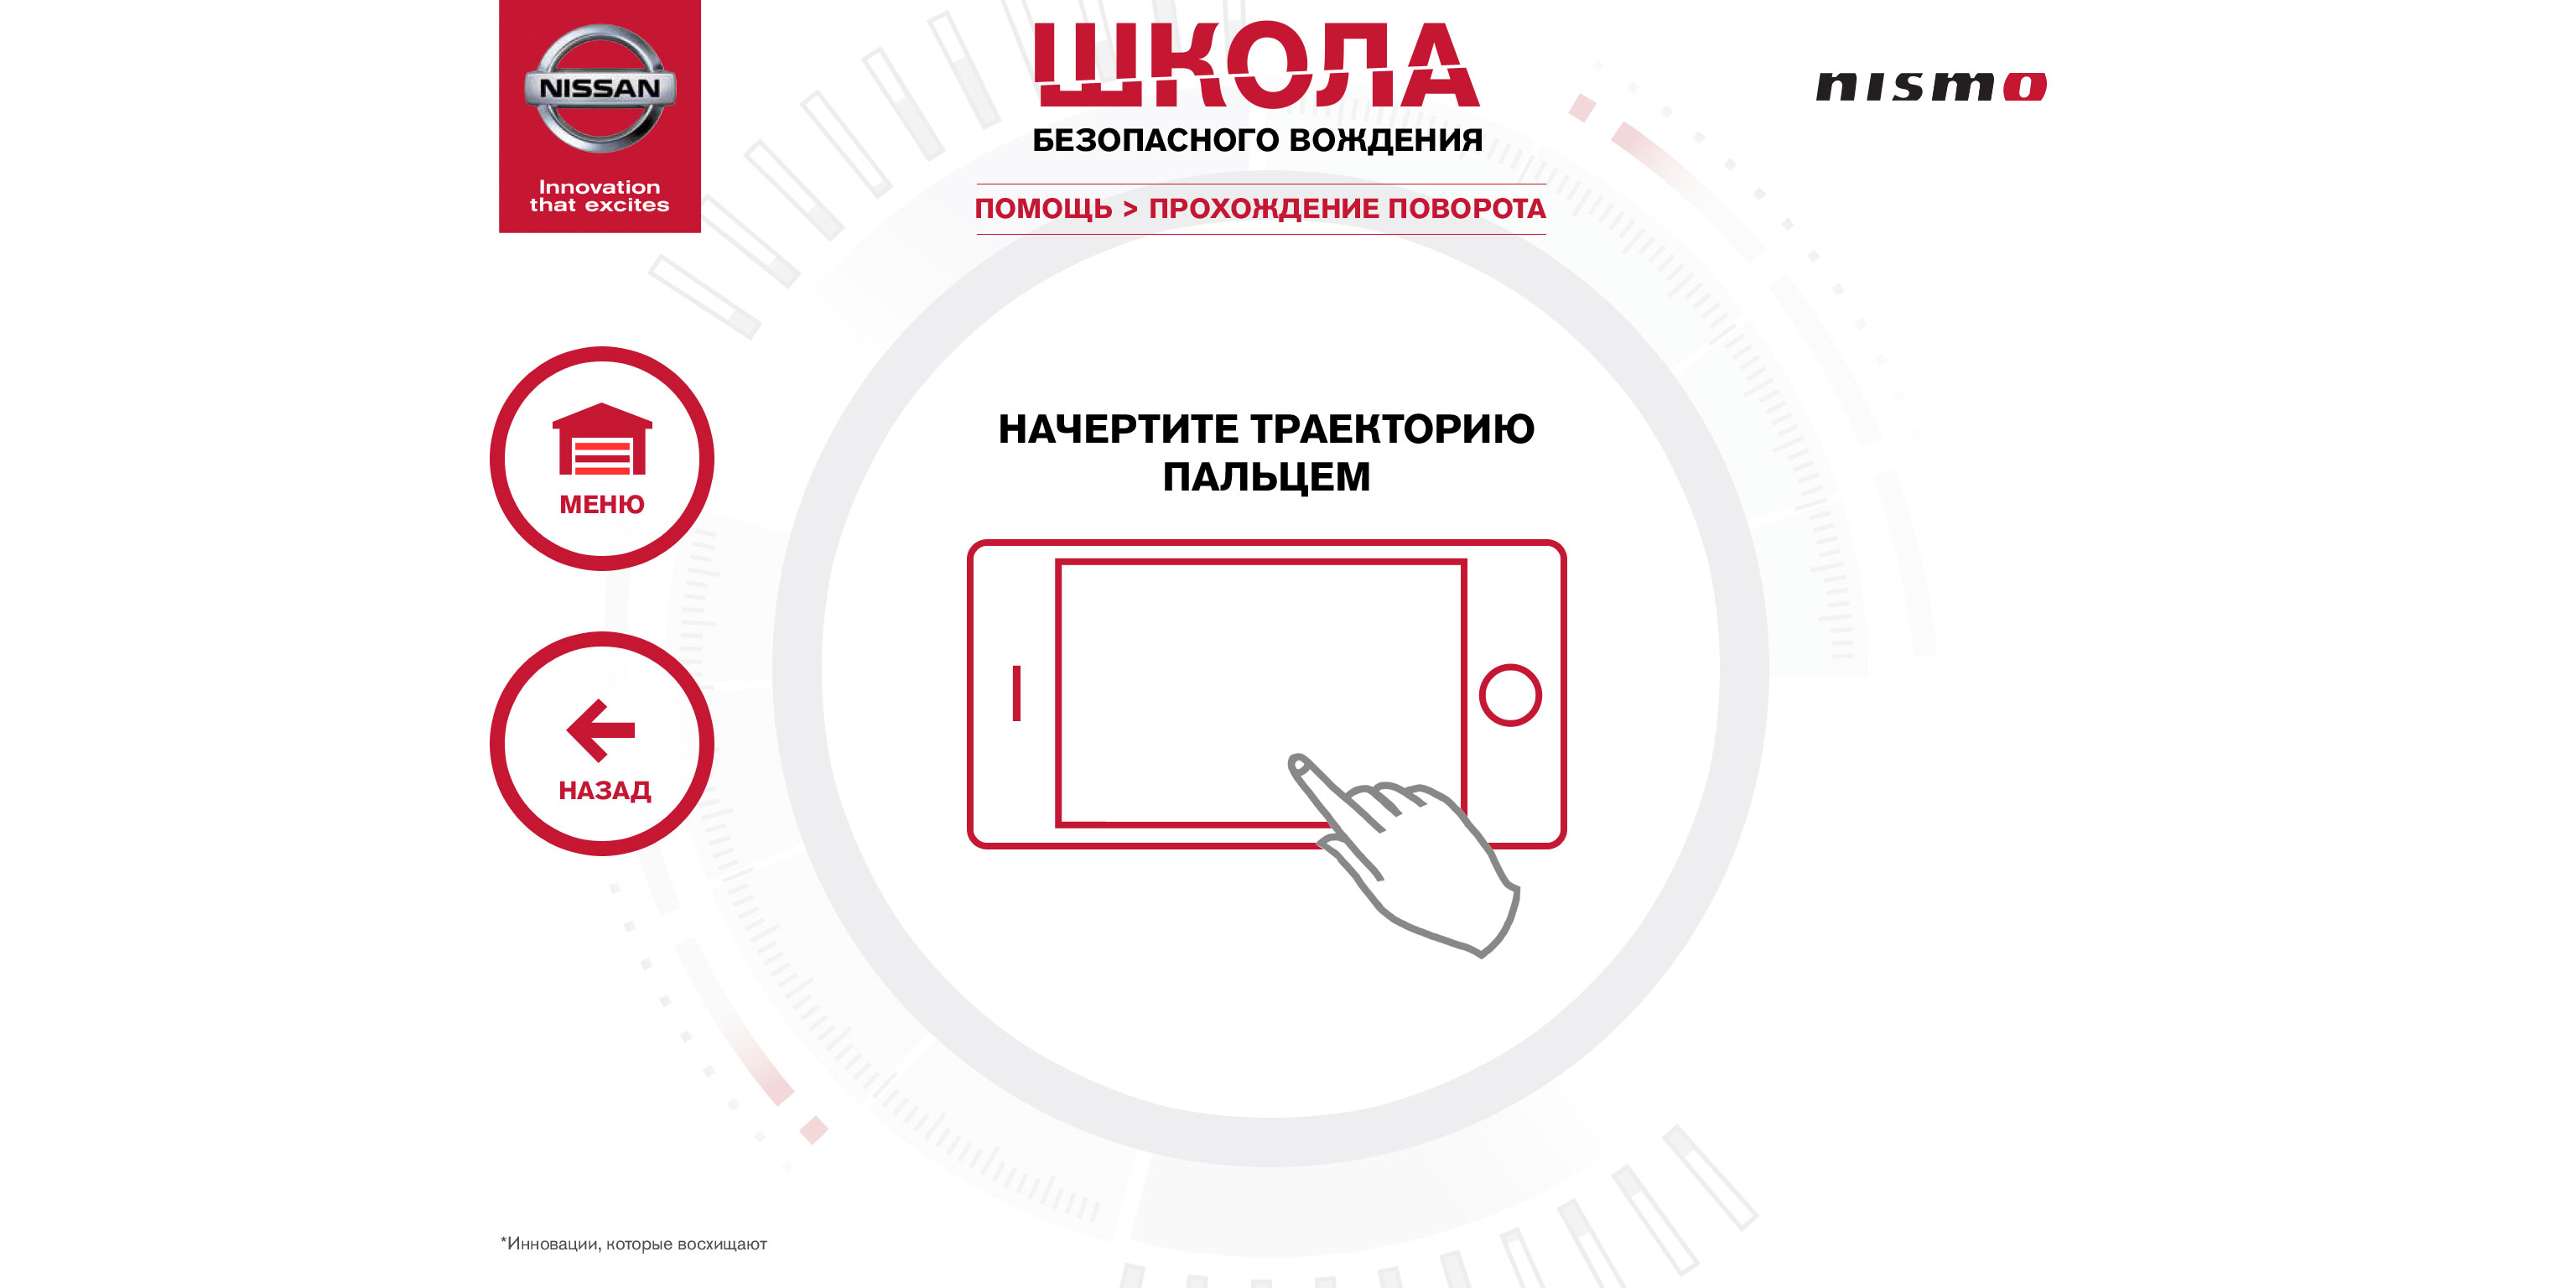 NISSAN
Innovation
that excites
ШКОЛА
БЕЗОПАСНОГО ВОЖДЕНИЯ
nismo
ПОМОЩЬ > ПРОХОЖДЕНИЕ ПОВОРОТА
МЕНЮ
НАЗАД
НАЧЕРТИТЕ ТРАЕКТОРИЮ
ПАЛЬЦЕМ
*Инновации, которые восхищают